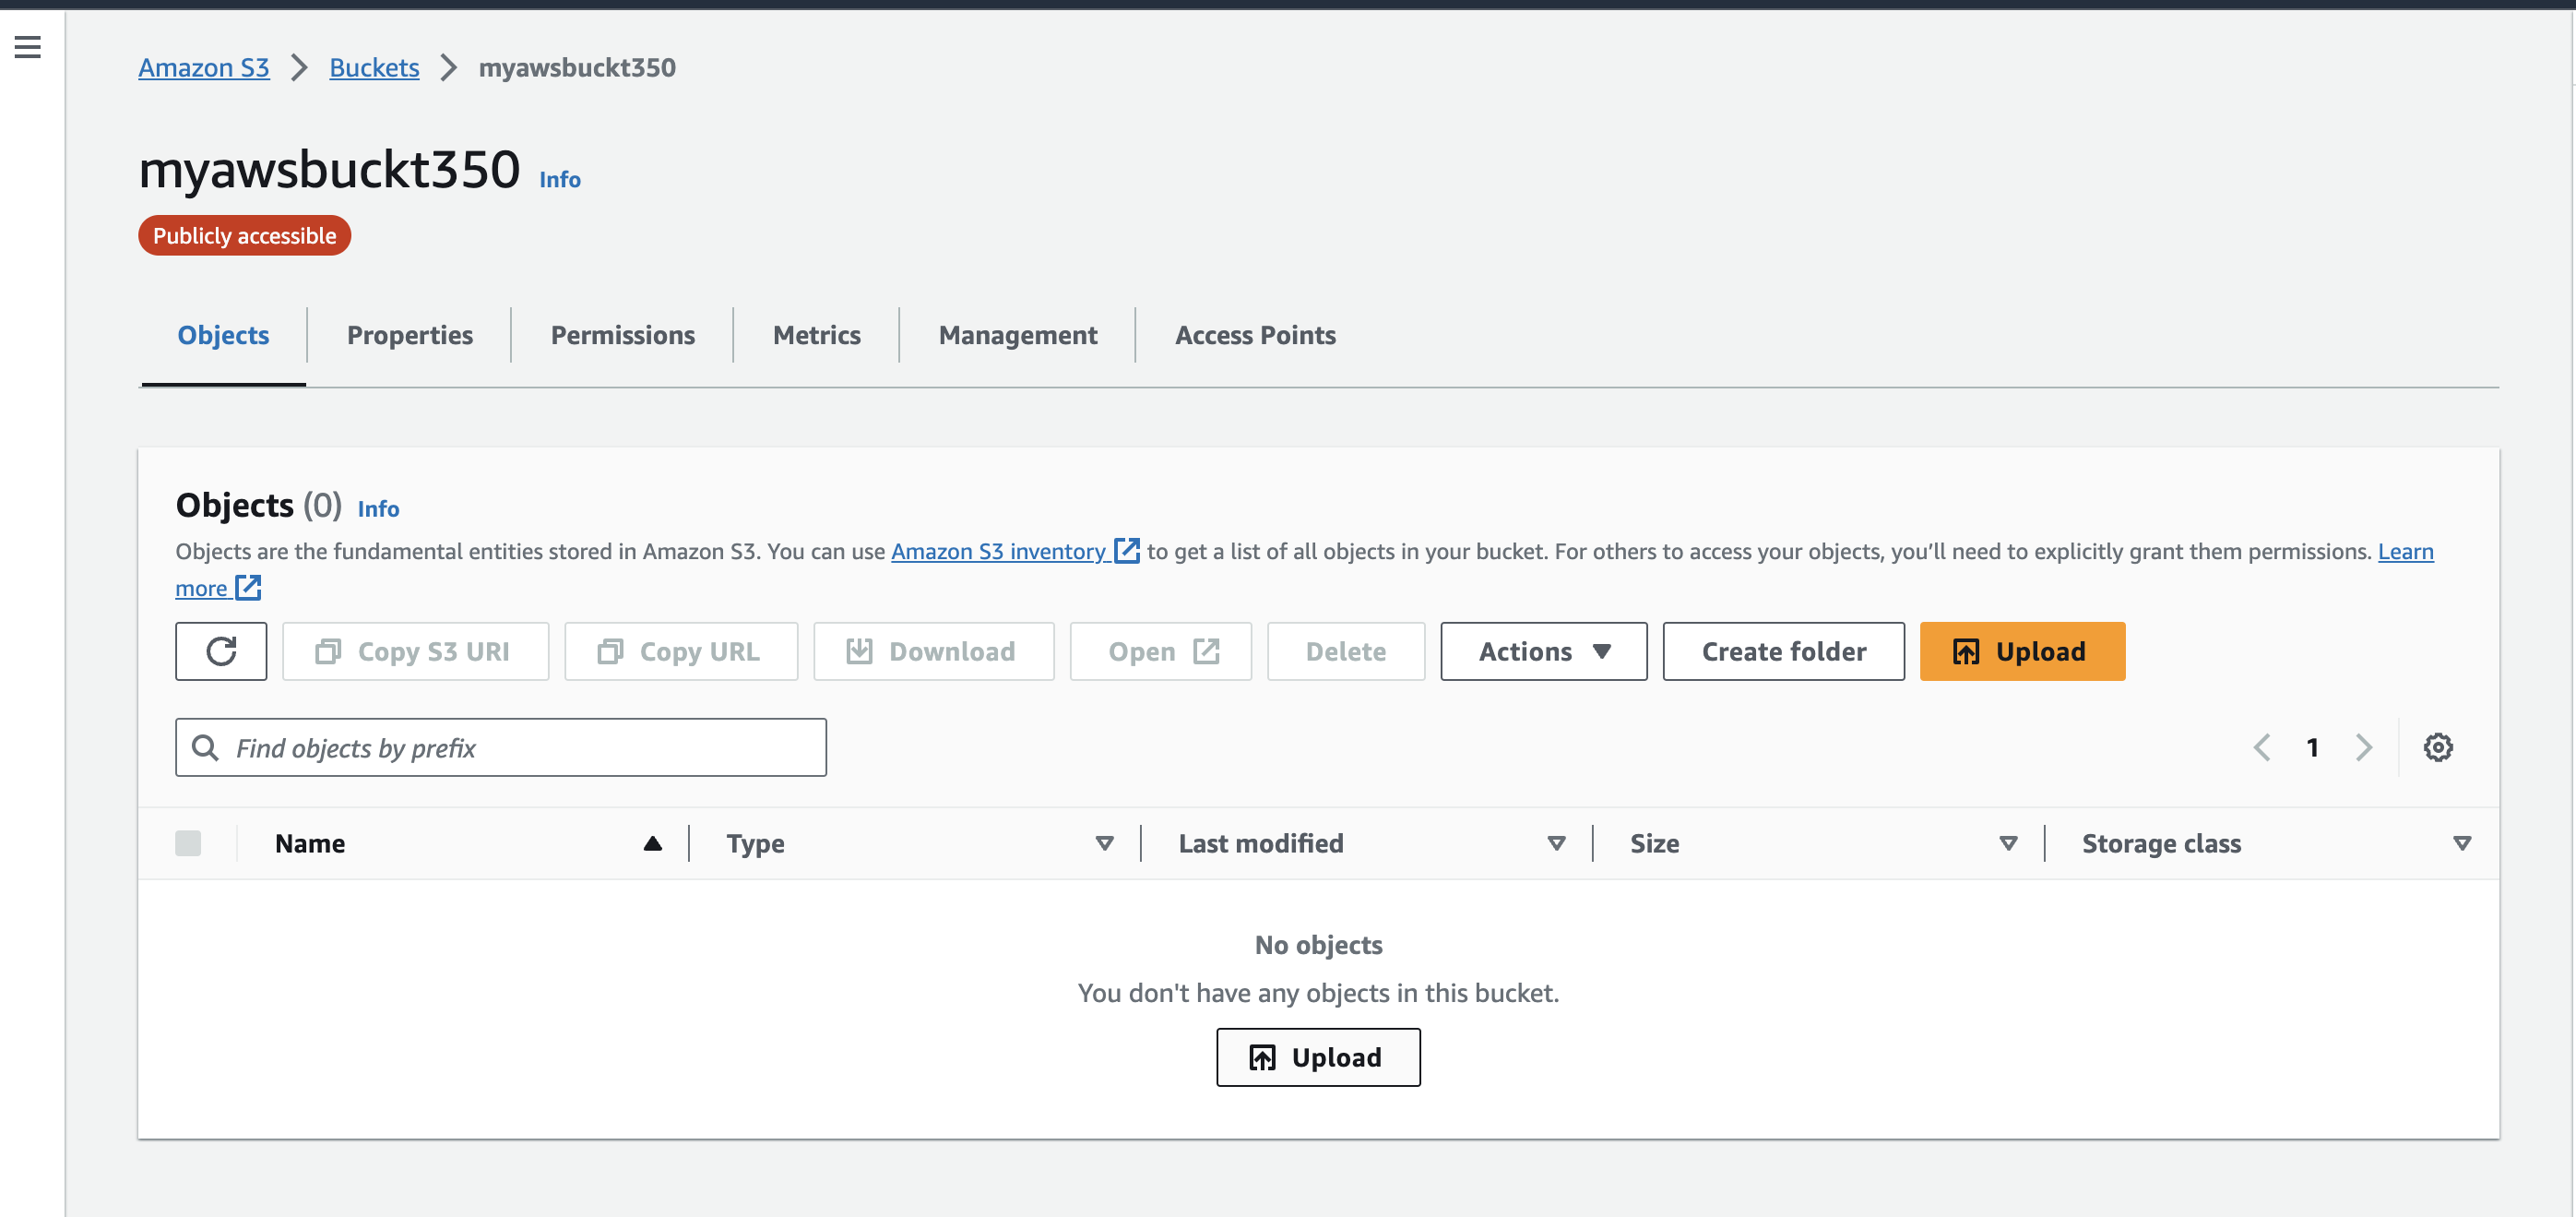 Amazon S3 > Buckets > myawsbuckt350
myawsbuckt350 Info
Publicly accessible
Objects Properties Permissions Metrics Management Access Points
Objects (0) Info
Objects are the fundamental entities stored in Amazon S3. You can use Amazon S3 inventory to get a list of all objects in your bucket. For others to access your objects, you’ll need to explicitly grant them permissions. Learn
more
Copy S3 URI Copy URL Download Open Delete Actions Create folder Upload
Find objects by prefix 1
Name Type Last modified Size Storage class
No objects
You don't have any objects in this bucket.
Upload